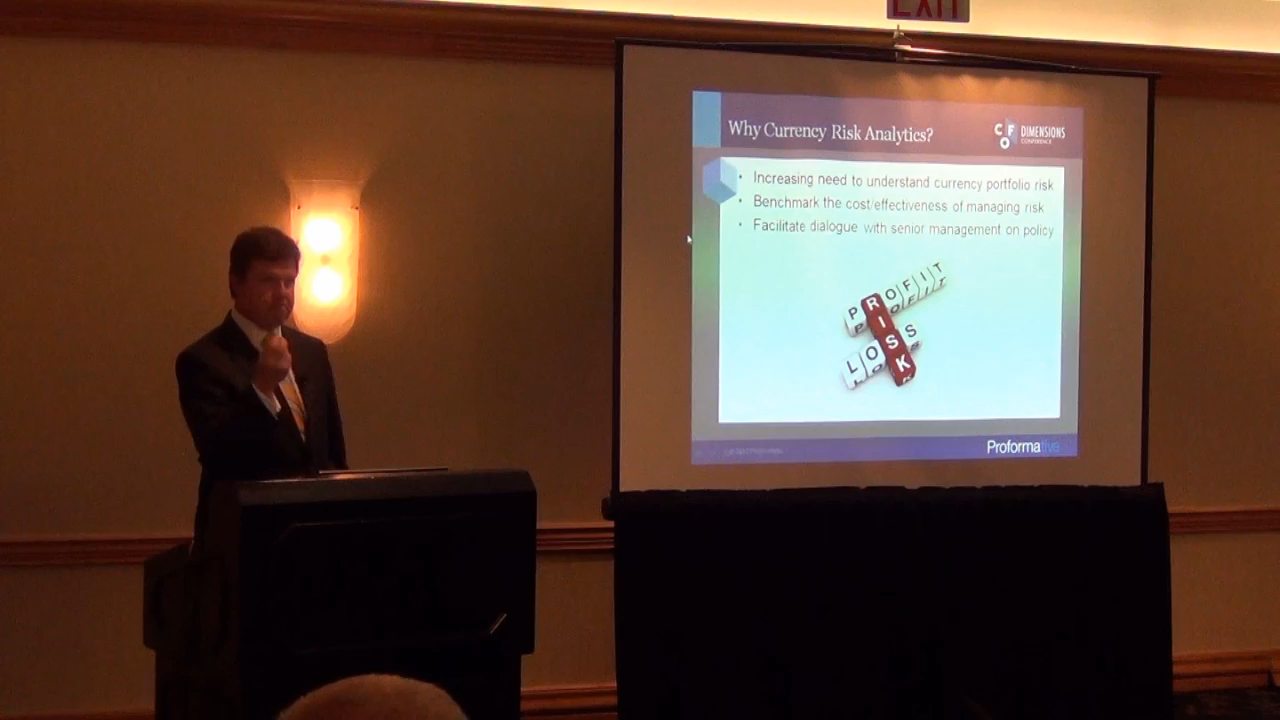 EXIT
Why Currency Risk Analytics?
CFO DIMENSIONS
CONFERENCE
• Increasing need to understand currency portfolio risk
• Benchmark the cost/effectiveness of managing risk
• Facilitate dialogue with senior management on policy
PROFIT
RISK
LOSS
Proformative